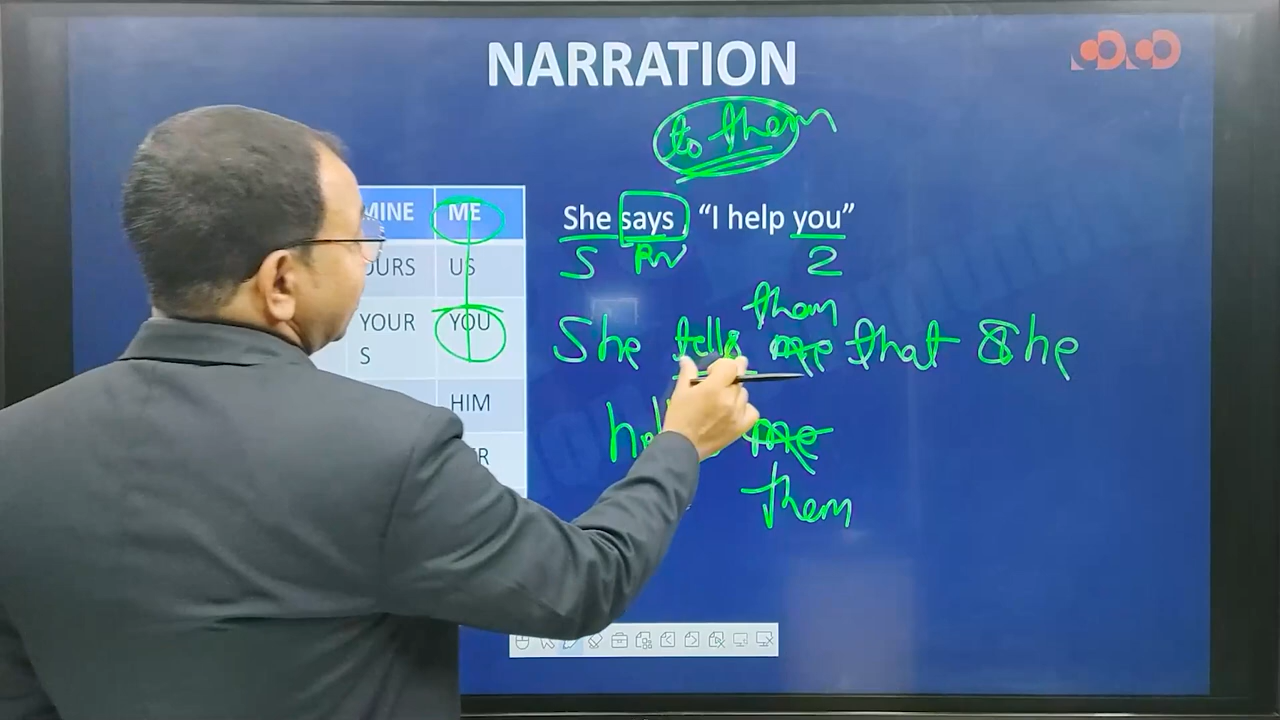 NARRATION
to them
MINE ME
OURS US
She says, “I help you”
S RV 2
them
YOUR YOU
S
She tells me that She
HIM
me
them